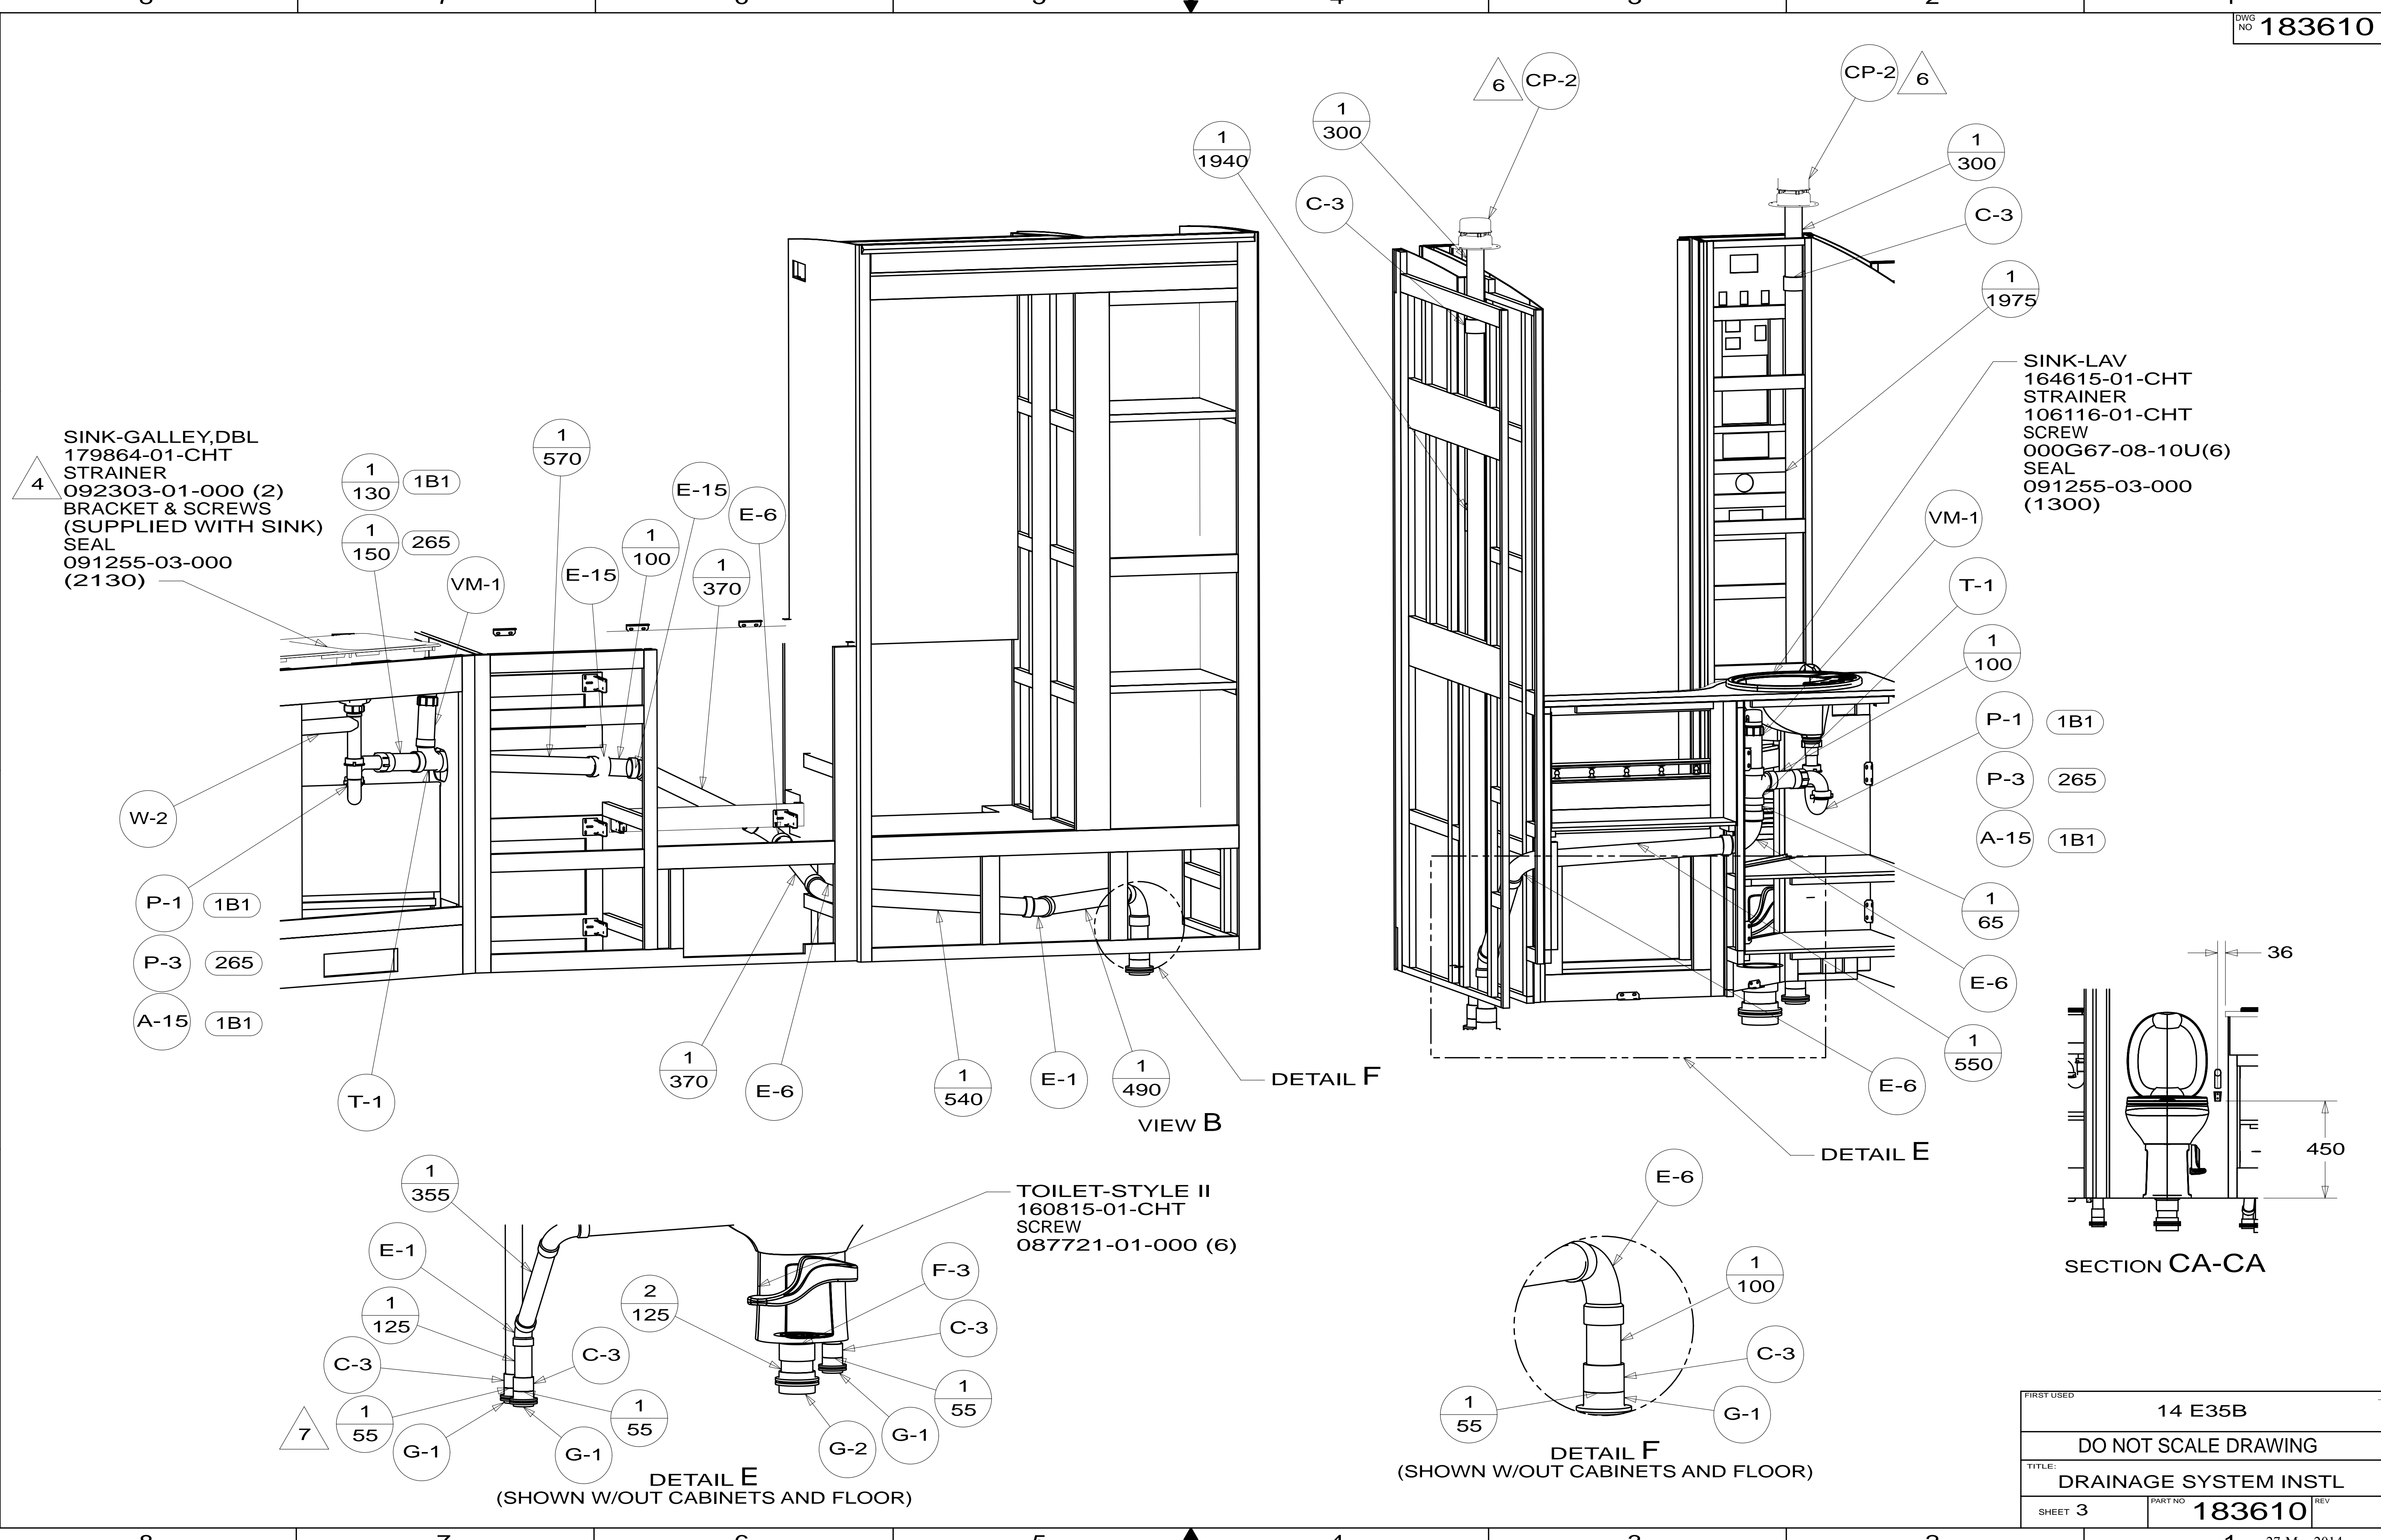 DWG NO 183610
6
CP-2
CP-2
6
1
300
1
1940
1
300
C-3
C-3
1
1975
SINK-LAV
164615-01-CHT
STRAINER
106116-01-CHT
SCREW
000G67-08-10U(6)
SEAL
091255-03-000
(1300)
4
SINK-GALLEY,DBL
179864-01-CHT
STRAINER
092303-01-000 (2)
BRACKET & SCREWS
(SUPPLIED WITH SINK)
SEAL
091255-03-000
(2130)
1
130
1B1
1
150
265
VM-1
1
570
E-15
1
100
E-15
1
370
E-6
W-2
P-1
1B1
P-3
265
A-15
1B1
T-1
1
370
E-6
1
540
E-1
1
490
DETAIL F
VIEW B
VM-1
T-1
1
100
P-1
1B1
P-3
265
A-15
1B1
1
65
E-6
1
550
E-6
DETAIL E
36
450
SECTION CA-CA
1
355
E-1
1
125
C-3
C-3
7
1
55
G-1
G-1
1
55
2
125
TOILET-STYLE II
160815-01-CHT
SCREW
087721-01-000 (6)
F-3
C-3
1
55
G-2
G-1
DETAIL E
(SHOWN W/OUT CABINETS AND FLOOR)
E-6
1
100
C-3
G-1
1
55
DETAIL F
(SHOWN W/OUT CABINETS AND FLOOR)
FIRST USED
14 E35B
DO NOT SCALE DRAWING
TITLE:
DRAINAGE SYSTEM INSTL
SHEET 3
PART NO 183610
REV